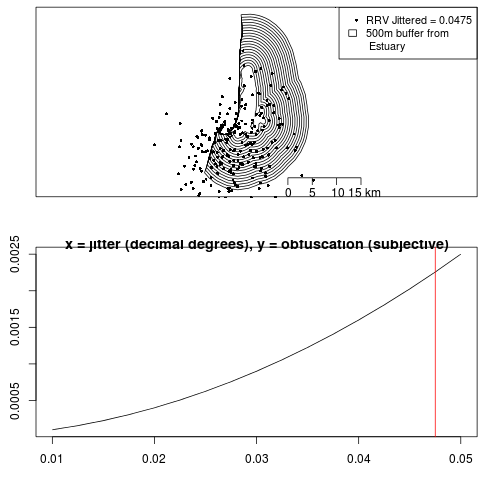 RRV Jittered = 0.0475
500m buffer from
Estuary
0 5 10 15 km
x = jitter (decimal degrees), y = obfuscation (subjective)
0.0025
0.0015
0.0005
0.01 0.02 0.03 0.04 0.05